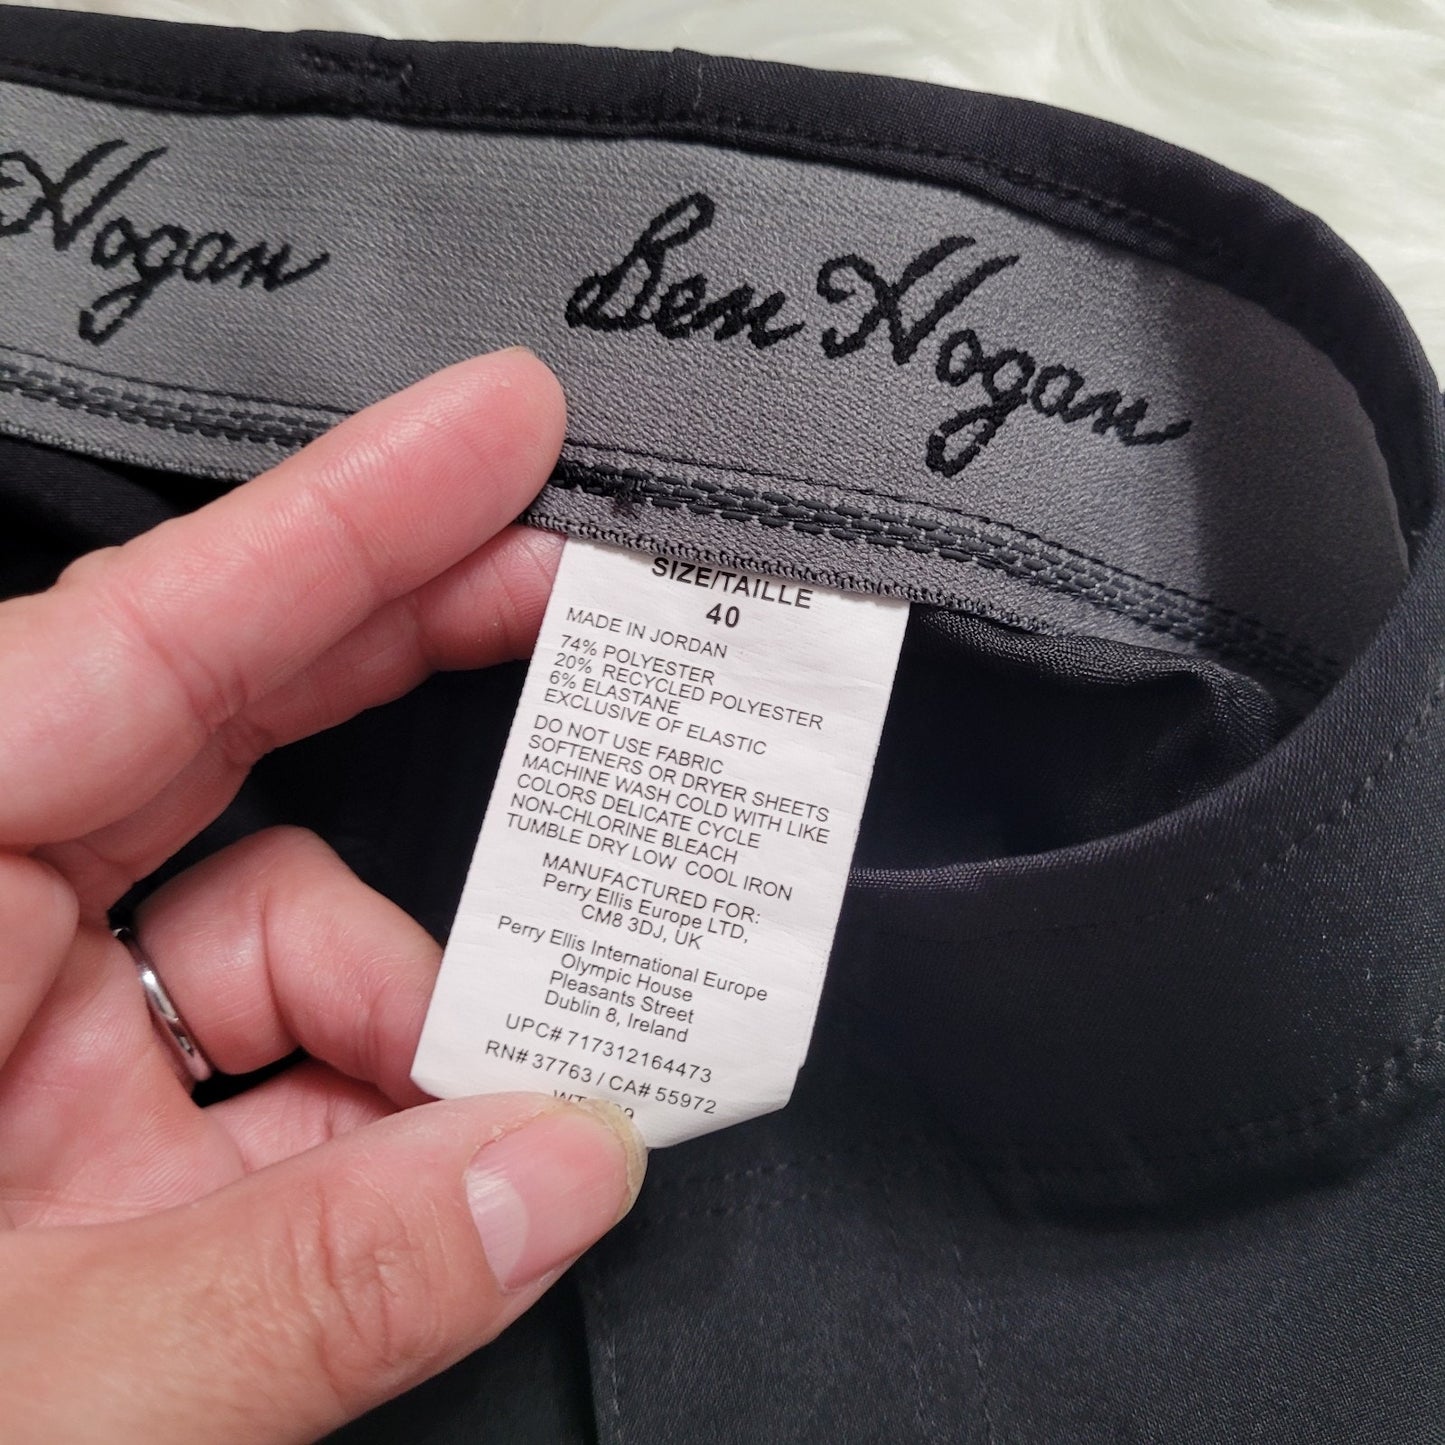 Hogan
Ben Hogan
SIZE/TAILLE
40
MADE IN JORDAN
74% POLYESTER
20% RECYCLED POLYESTER
6% ELASTANE
EXCLUSIVE OF ELASTIC
DO NOT USE FABRIC
SOFTENERS OR DRYER SHEETS
MACHINE WASH COLD WITH LIKE
COLORS DELICATE CYCLE
NON-CHLORINE BLEACH
TUMBLE DRY LOW COOL IRON
MANUFACTURED FOR:
Perry Ellis Europe LTD,
CM8 3DJ, UK
Perry Ellis International Europe
Olympic House
Pleasants Street
Dublin 8, Ireland
UPC# 717312164473
RN# 37763 / CA# 55972